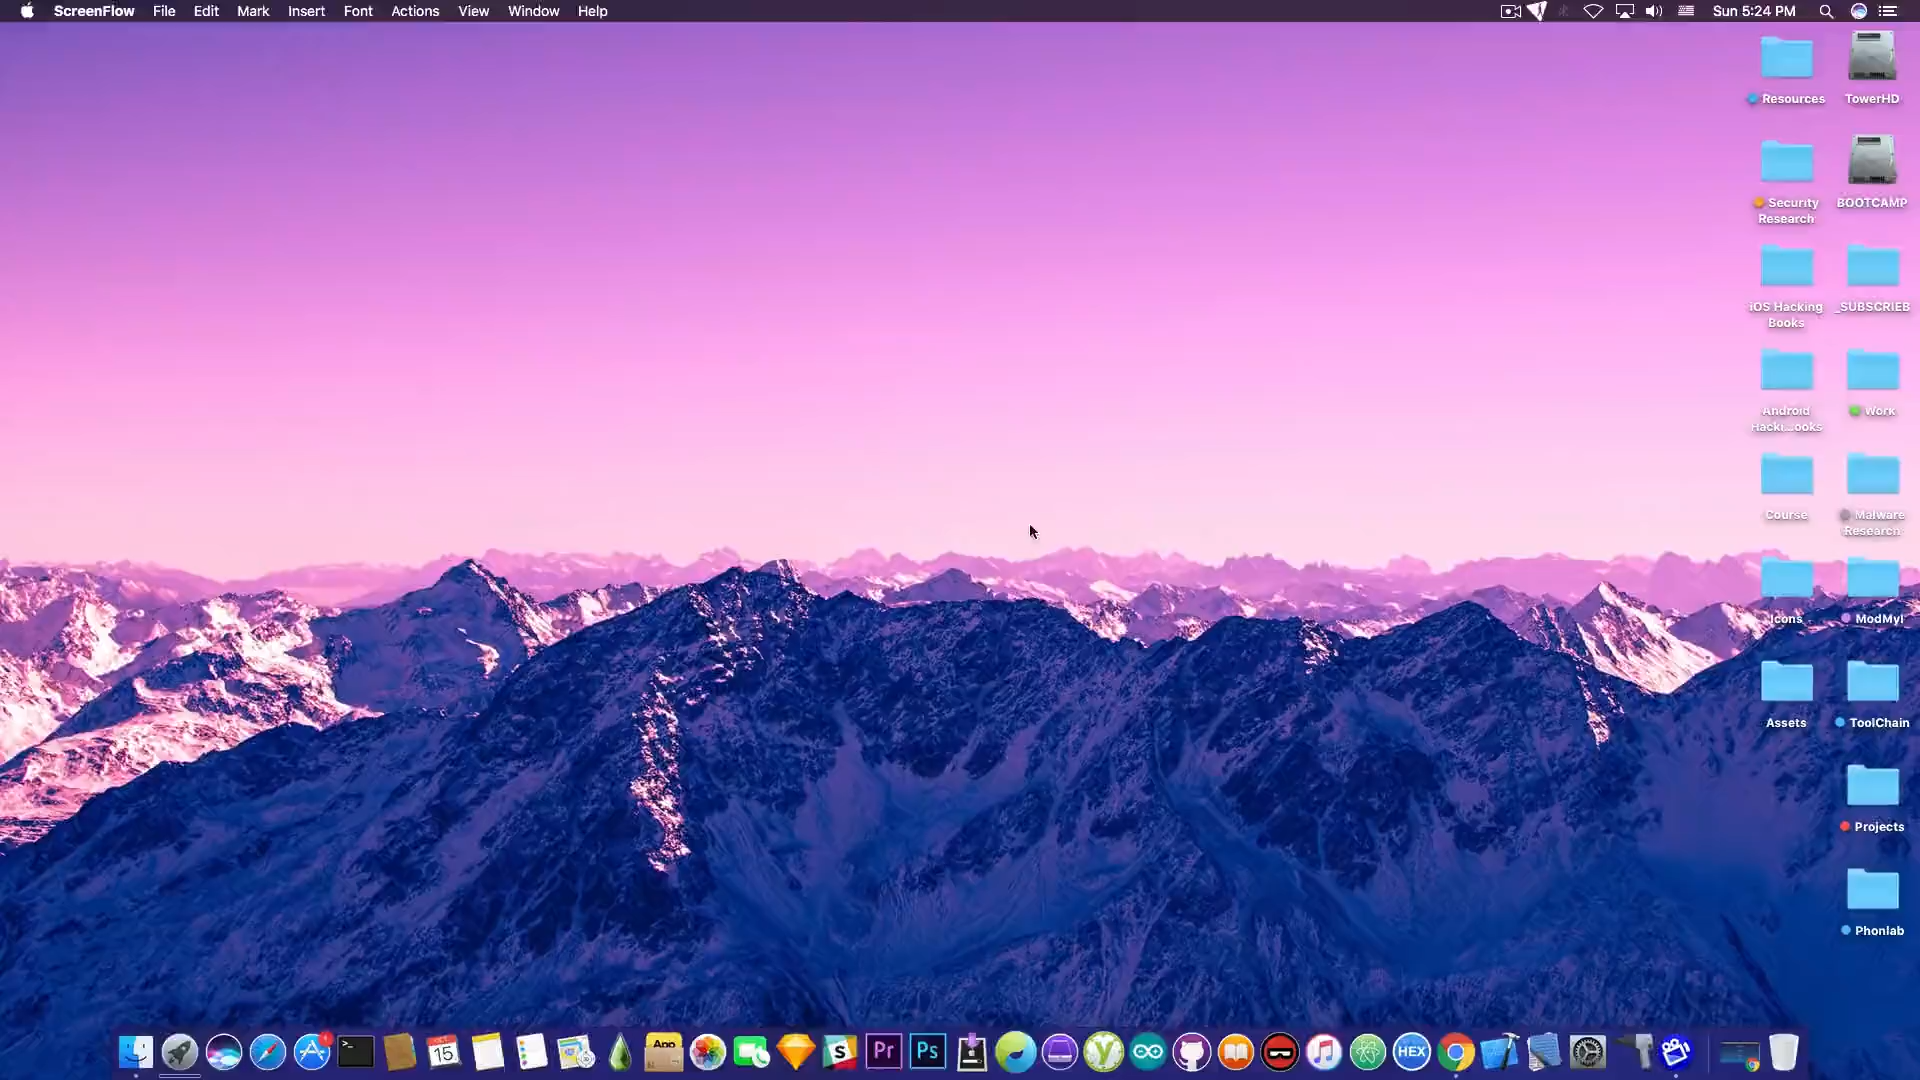 ScreenFlow File Edit Mark Insert Font Actions View Window Help
Sun 5:24 PM
Resources
TowerHD
Security
Research
BOOTCAMP
iOS Hacking
Books
_SUBSCRIEB
Android
Hacki...ooks
Work
Course
Malware
Research
Icons
ModMyI
Assets
ToolChain
Projects
Phonlab
>_
OCT
15
App
S
Pr
Ps
HEX